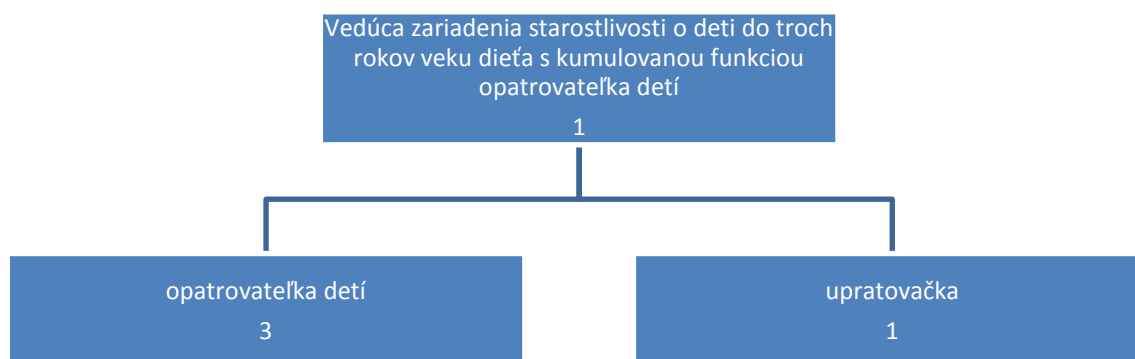 Vedúca zariadenia starostlivosti o deti do troch
rokov veku dieťa s kumulovanou funkciou
opatrovateľka detí
1
opatrovateľka detí
3
upratovačka
1